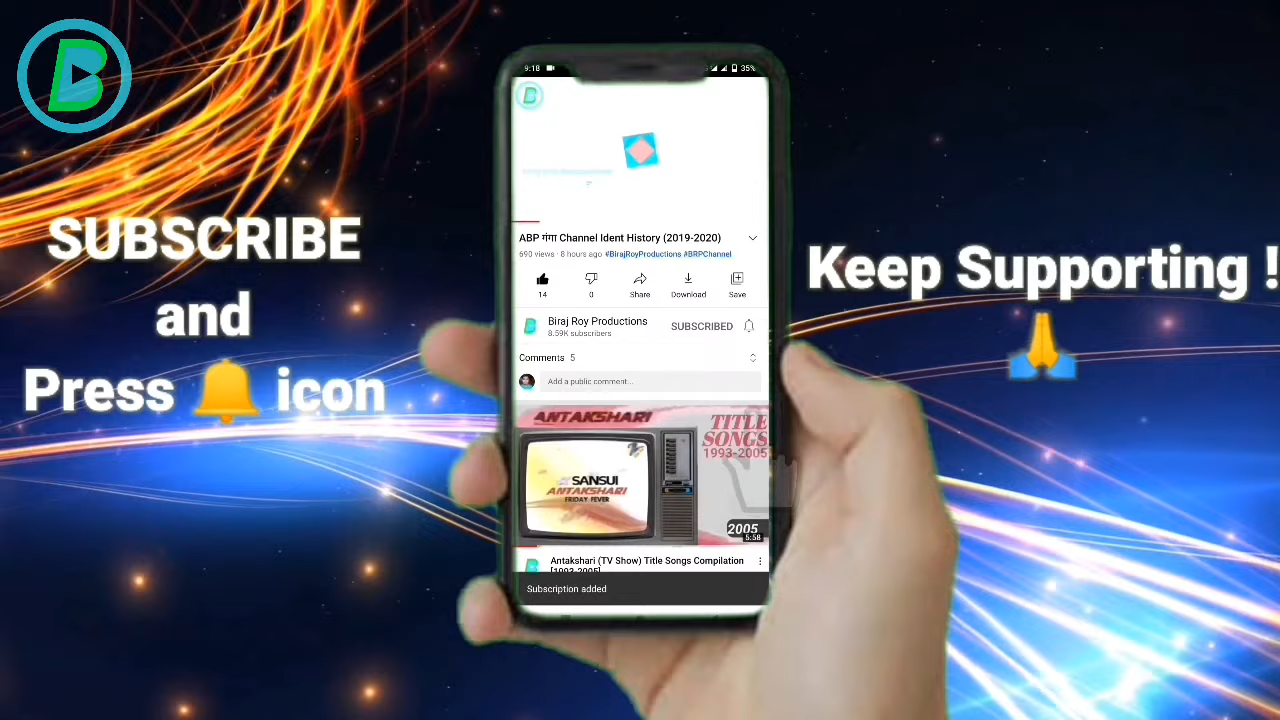 SUBSCRIBE
and
Press 🔔 icon
9:18
35%
ABP गंगा Channel Ident History (2019-2020)
690 views · 8 hours ago #BirajRoyProductions #BRPChannel
14
0
Share
Download
Save
Biraj Roy Productions
8.59K subscribers
SUBSCRIBED
Comments 5
Add a public comment...
ANTAKSHARI
TITLE
SONGS
1993-2005
SANSUI
ANTAKSHARI
FRIDAY FEVER
2005
5:58
Antakshari (TV Show) Title Songs Compilation
[1993-2005]
Subscription added
Keep Supporting !
🙏